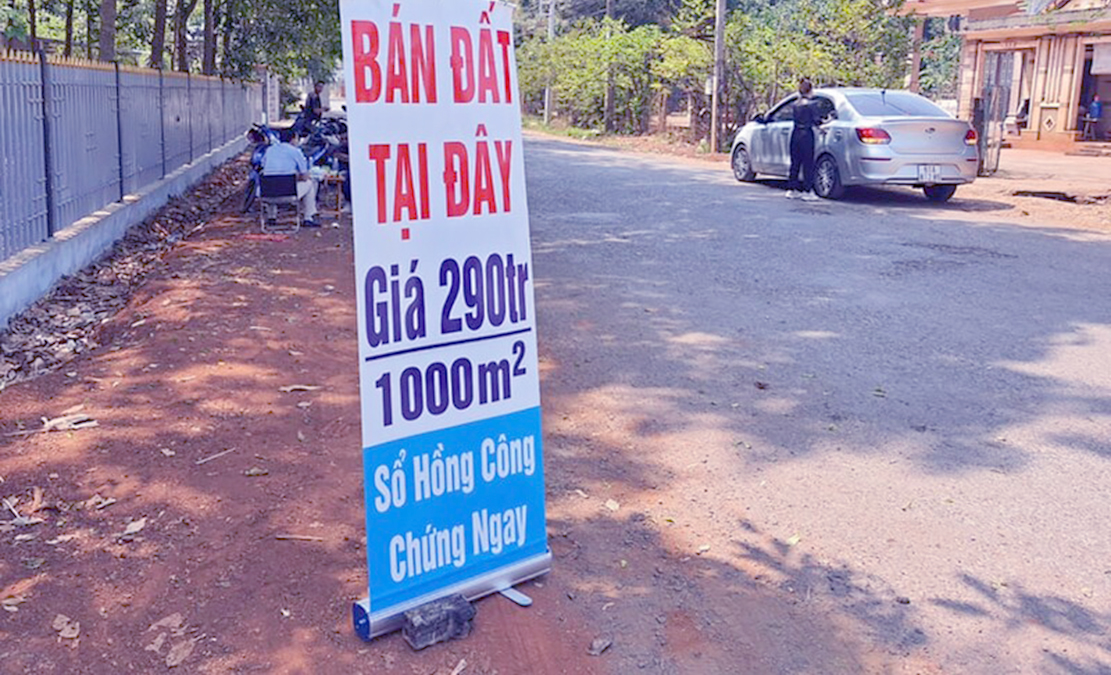 BÁN ĐẤT
TẠI ĐÂY
Giá 290tr
1000m²
Sổ Hồng Công
Chứng Ngay